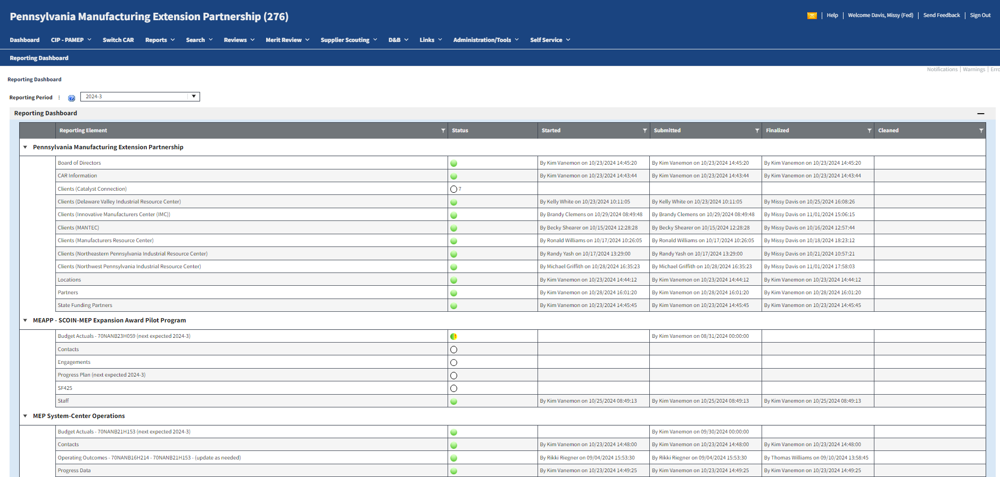 Pennsylvania Manufacturing Extension Partnership (276)
Help | Welcome Davis, Missy (Fed) | Send Feedback | Sign Out
Dashboard CIP - PAMEP Switch CAR Reports Search Reviews Merit Review Supplier Scouting D&B Links Administration/Tools Self Service
Reporting Dashboard
Notifications | Warnings | Erro
Reporting Dashboard
Reporting Period : 2024-3
Reporting Dashboard
Reporting Element Status Started Submitted Finalized Cleaned
Pennsylvania Manufacturing Extension Partnership
Board of Directors By Kim Vanemon on 10/23/2024 14:45:20 By Kim Vanemon on 10/23/2024 14:45:20 By Kim Vanemon on 10/23/2024 14:45:20
CAR Information By Kim Vanemon on 10/23/2024 14:43:44 By Kim Vanemon on 10/23/2024 14:43:44 By Kim Vanemon on 10/23/2024 14:43:44
Clients (Catalyst Connection) 7
Clients (Delaware Valley Industrial Resource Center) By Kelly White on 10/23/2024 10:11:05 By Kelly White on 10/23/2024 10:11:05 By Missy Davis on 10/25/2024 16:08:26
Clients (Innovative Manufacturers Center (IMC)) By Brandy Clemens on 10/29/2024 08:49:48 By Brandy Clemens on 10/29/2024 08:49:48 By Missy Davis on 11/01/2024 15:06:15
Clients (MANTEC) By Becky Shearer on 10/15/2024 12:28:28 By Becky Shearer on 10/15/2024 12:28:28 By Missy Davis on 10/16/2024 12:57:44
Clients (Manufacturers Resource Center) By Ronald Williams on 10/17/2024 10:26:05 By Ronald Williams on 10/17/2024 10:26:05 By Missy Davis on 10/18/2024 18:23:12
Clients (Northeastern Pennsylvania Industrial Resource Center) By Randy Yash on 10/17/2024 13:29:00 By Randy Yash on 10/17/2024 13:29:00 By Missy Davis on 10/21/2024 10:57:21
Clients (Northwest Pennsylvania Industrial Resource Center) By Michael Griffith on 10/28/2024 16:35:23 By Michael Griffith on 10/28/2024 16:35:23 By Missy Davis on 11/01/2024 17:58:03
Locations By Kim Vanemon on 10/23/2024 14:44:12 By Kim Vanemon on 10/23/2024 14:44:12 By Kim Vanemon on 10/23/2024 14:44:12
Partners By Kim Vanemon on 10/28/2024 16:01:20 By Kim Vanemon on 10/28/2024 16:01:20 By Kim Vanemon on 10/28/2024 16:01:20
State Funding Partners By Kim Vanemon on 10/23/2024 14:45:45 By Kim Vanemon on 10/23/2024 14:45:45 By Kim Vanemon on 10/23/2024 14:45:45
MEAPP - SCOIN-MEP Expansion Award Pilot Program
Budget Actuals - 70NANB23H059 (next expected 2024-3) By Kim Vanemon on 08/31/2024 00:00:00
Contacts
Engagements
Progress Plan (next expected 2024-3)
SF425
Staff By Kim Vanemon on 10/25/2024 08:49:13 By Kim Vanemon on 10/25/2024 08:49:13 By Kim Vanemon on 10/25/2024 08:49:13
MEP System-Center Operations
Budget Actuals - 70NANB21H153 (next expected 2024-3) By Kim Vanemon on 09/30/2024 00:00:00
Contacts By Kim Vanemon on 10/23/2024 14:48:00 By Kim Vanemon on 10/23/2024 14:48:00 By Kim Vanemon on 10/23/2024 14:48:00
Operating Outcomes - 70NANB16H214 - 70NANB21H153 - (update as needed) By Rikki Riegner on 09/04/2024 15:53:30 By Rikki Riegner on 09/04/2024 15:53:30 By Thomas Williams on 09/10/2024 13:58:45
Progress Data By Kim Vanemon on 10/23/2024 14:49:25 By Kim Vanemon on 10/23/2024 14:49:25 By Kim Vanemon on 10/23/2024 14:49:25